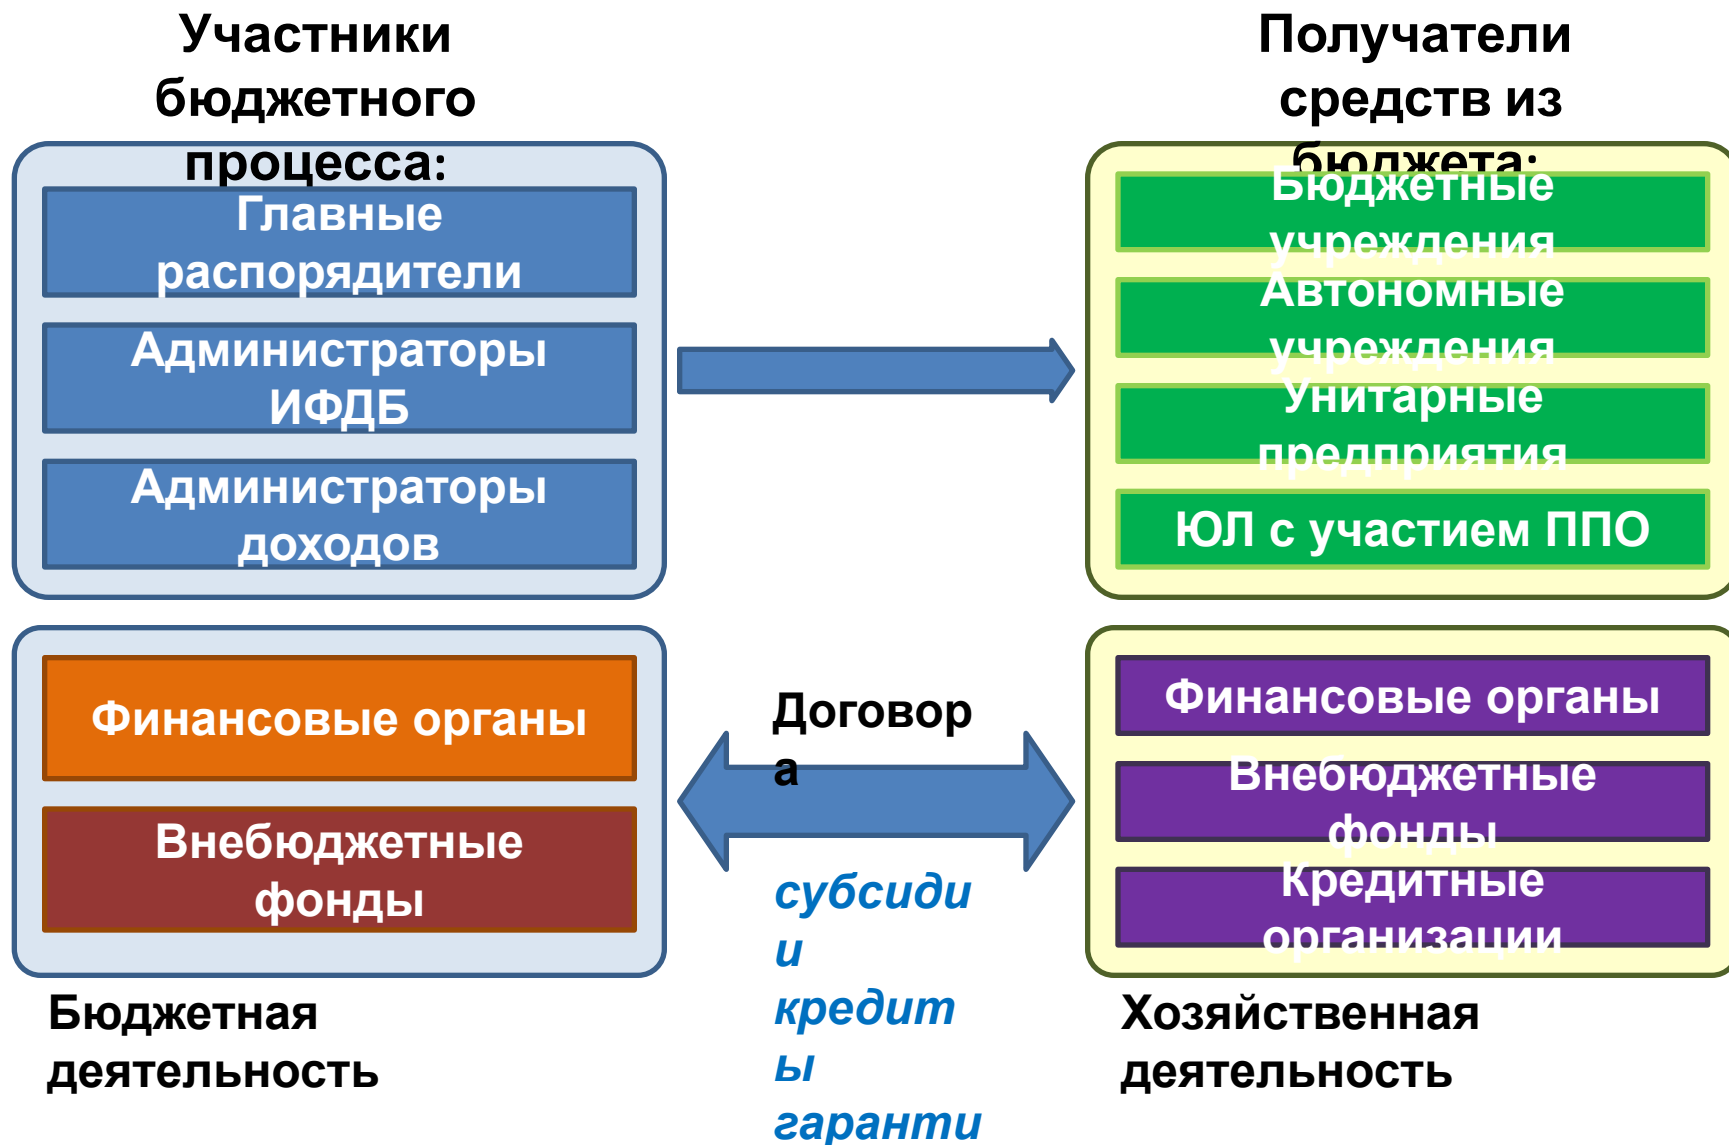 Участники
бюджетного
процесса:
Главные
распорядители
Администраторы
ИФДБ
Администраторы
доходов
Финансовые органы
Внебюджетные
фонды
Бюджетная
деятельность
Договор
а
субсиди
и
кредит
ы
гаранти
Получатели
средств из
бюджета:
Бюджетные
учреждения
Автономные
учреждения
Унитарные
предприятия
ЮЛ с участием ППО
Финансовые органы
Внебюджетные
фонды
Кредитные
организации
Хозяйственная
деятельность